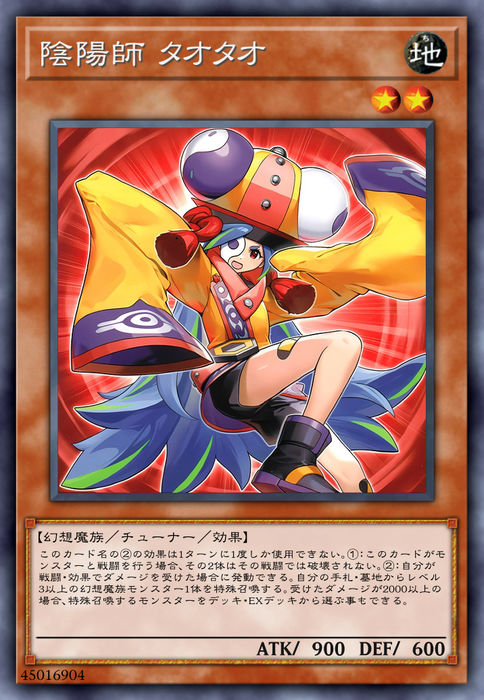 陰陽師 タオタオ
ち
地
【幻想魔族／チューナー／効果】
このカード名の②の効果は1ターンに1度しか使用できない。①：このカードがモ
ンスターと戦闘を行う場合、その2体はその戦闘では破壊されない。②：自分が
戦闘・効果でダメージを受けた場合に発動できる。自分の手札・墓地からレベル
3以上の幻想魔族モンスター1体を特殊召喚する。受けたダメージが2000以上の
場合、特殊召喚するモンスターをデッキ・EXデッキから選ぶ事もできる。
ATK/ 900 DEF/ 600
45016904